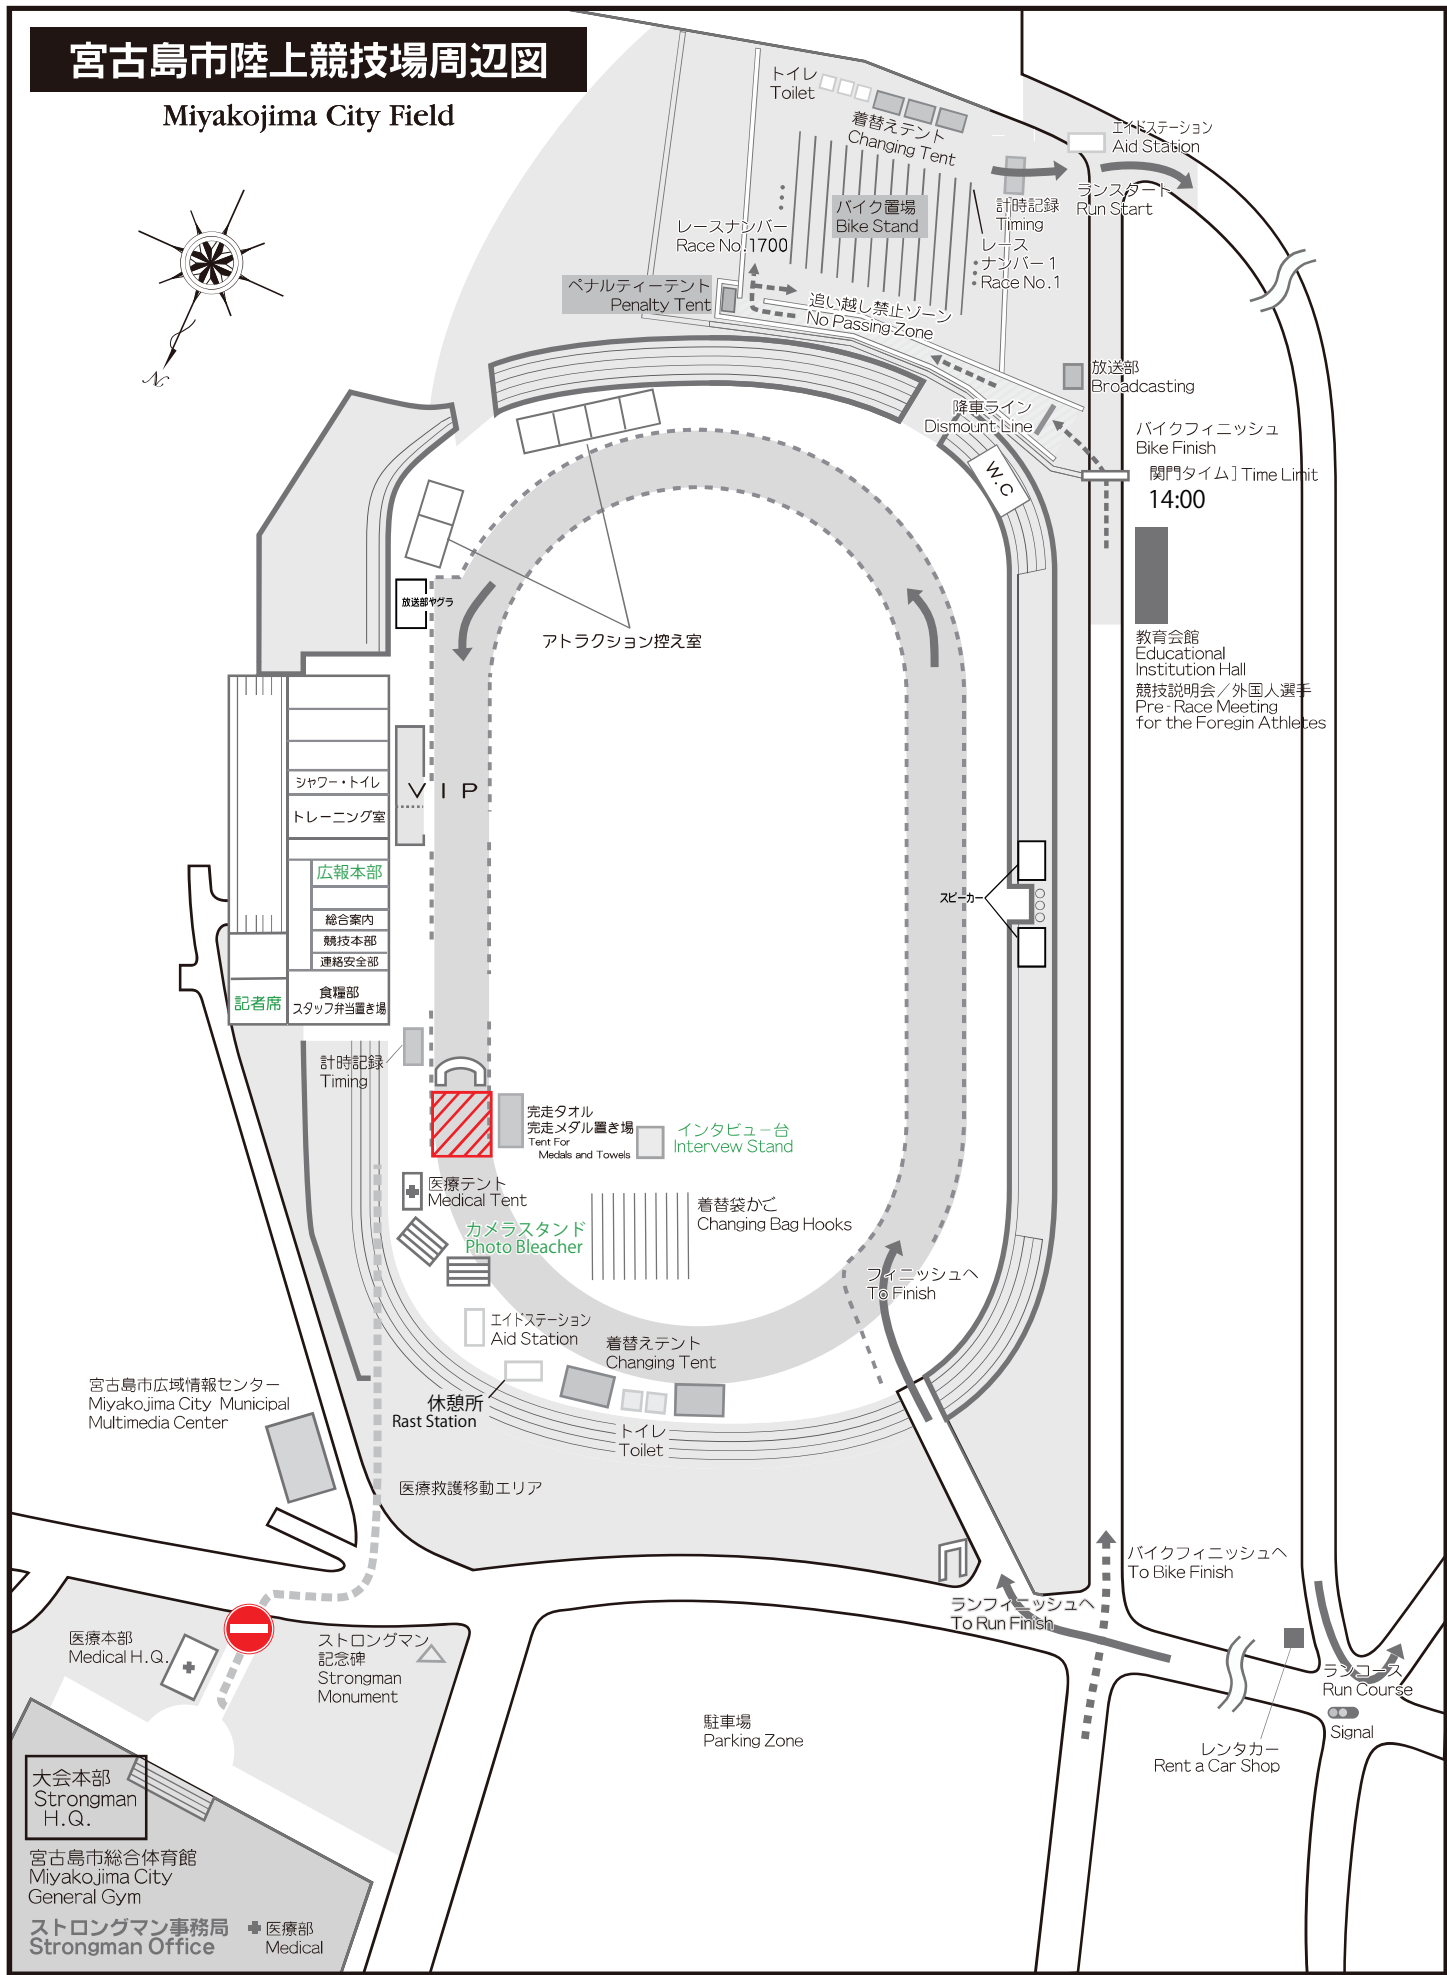 宮古島市陸上競技場周辺図
Miyakojima City Field
N
トイレ
Toilet
着替えテント
Changing Tent
エイドステーション
Aid Station
ランスタート
Run Start
計時記録
Timing
バイク置場
Bike Stand
レースナンバー
Race No.1700
レース
ナンバー1
Race No.1
ペナルティーテント
Penalty Tent
追い越し禁止ゾーン
No Passing Zone
放送部
Broadcasting
降車ライン
Dismount Line
バイクフィニッシュ
Bike Finish
関門タイム］Time Limit
14:00
W.C
教育会館
Educational
Institution Hall
競技説明会／外国人選手
Pre-Race Meeting
for the Foregin Athletes
放送部やグラ
アトラクション控え室
VIP
シャワー・トイレ
トレーニング室
広報本部
総合案内
競技本部
連絡安全部
記者席
食糧部
スタッフ弁当置き場
スピーカー
計時記録
Timing
完走タオル
完走メダル置き場
Tent For
Medals and Towels
インタビュー台
Intervew Stand
医療テント
Medical Tent
カメラスタンド
Photo Bleacher
着替袋かご
Changing Bag Hooks
フィニッシュへ
To Finish
エイドステーション
Aid Station
着替えテント
Changing Tent
休憩所
Rast Station
トイレ
Toilet
宮古島市広域情報センター
Miyakojima City Municipal
Multimedia Center
医療救護移動エリア
バイクフィニッシュへ
To Bike Finish
ランフィニッシュへ
To Run Finish
医療本部
Medical H.Q.
ストロングマン
記念碑
Strongman
Monument
ランコース
Run Course
Signal
レンタカー
Rent a Car Shop
駐車場
Parking Zone
大会本部
Strongman
H.Q.
宮古島市総合体育館
Miyakojima City
General Gym
ストロングマン事務局
Strongman Office
医療部
Medical